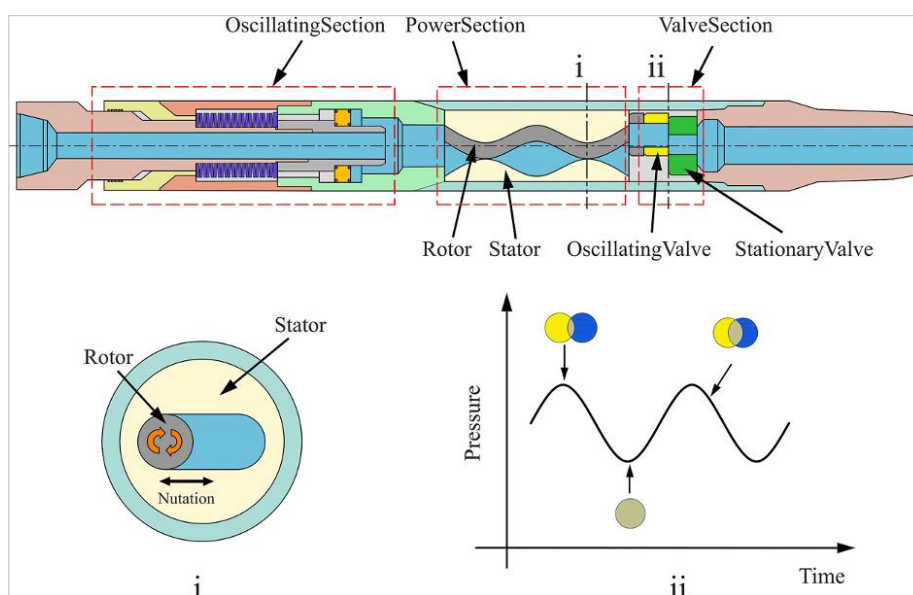 OscillatingSection
PowerSection
ValveSection
i
ii
Rotor
Stator
OscillatingValve
StationaryValve
Stator
Rotor
Nutation
i
Pressure
Time
ii